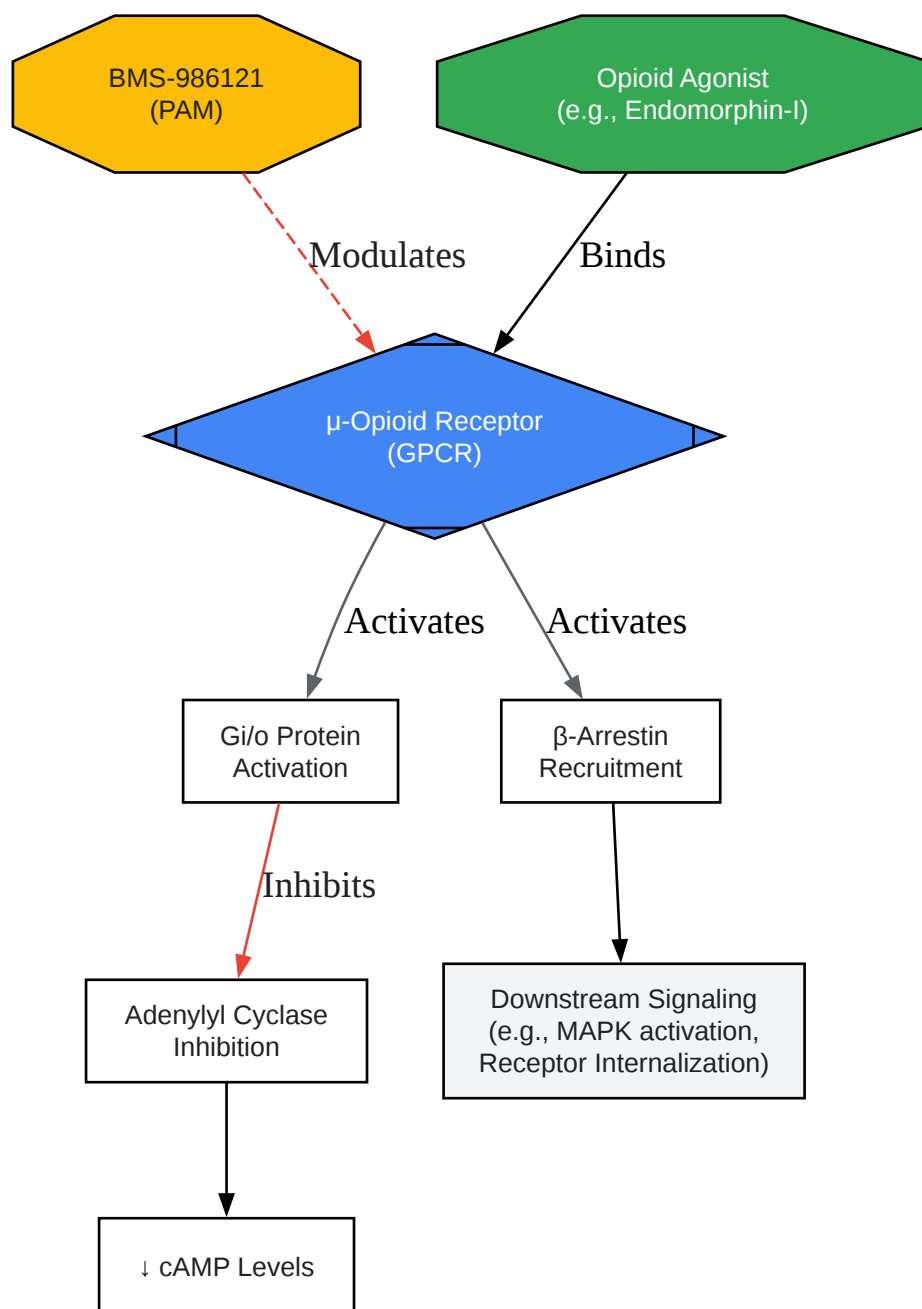 BMS-986121
(PAM)
Opioid Agonist
(e.g., Endomorphin-I)
Modulates
Binds
μ-Opioid Receptor
(GPCR)
Activates
Activates
Gi/o Protein
Activation
β-Arrestin
Recruitment
Inhibits
Adenylyl Cyclase
Inhibition
Downstream Signaling
(e.g., MAPK activation,
Receptor Internalization)
↓ cAMP Levels